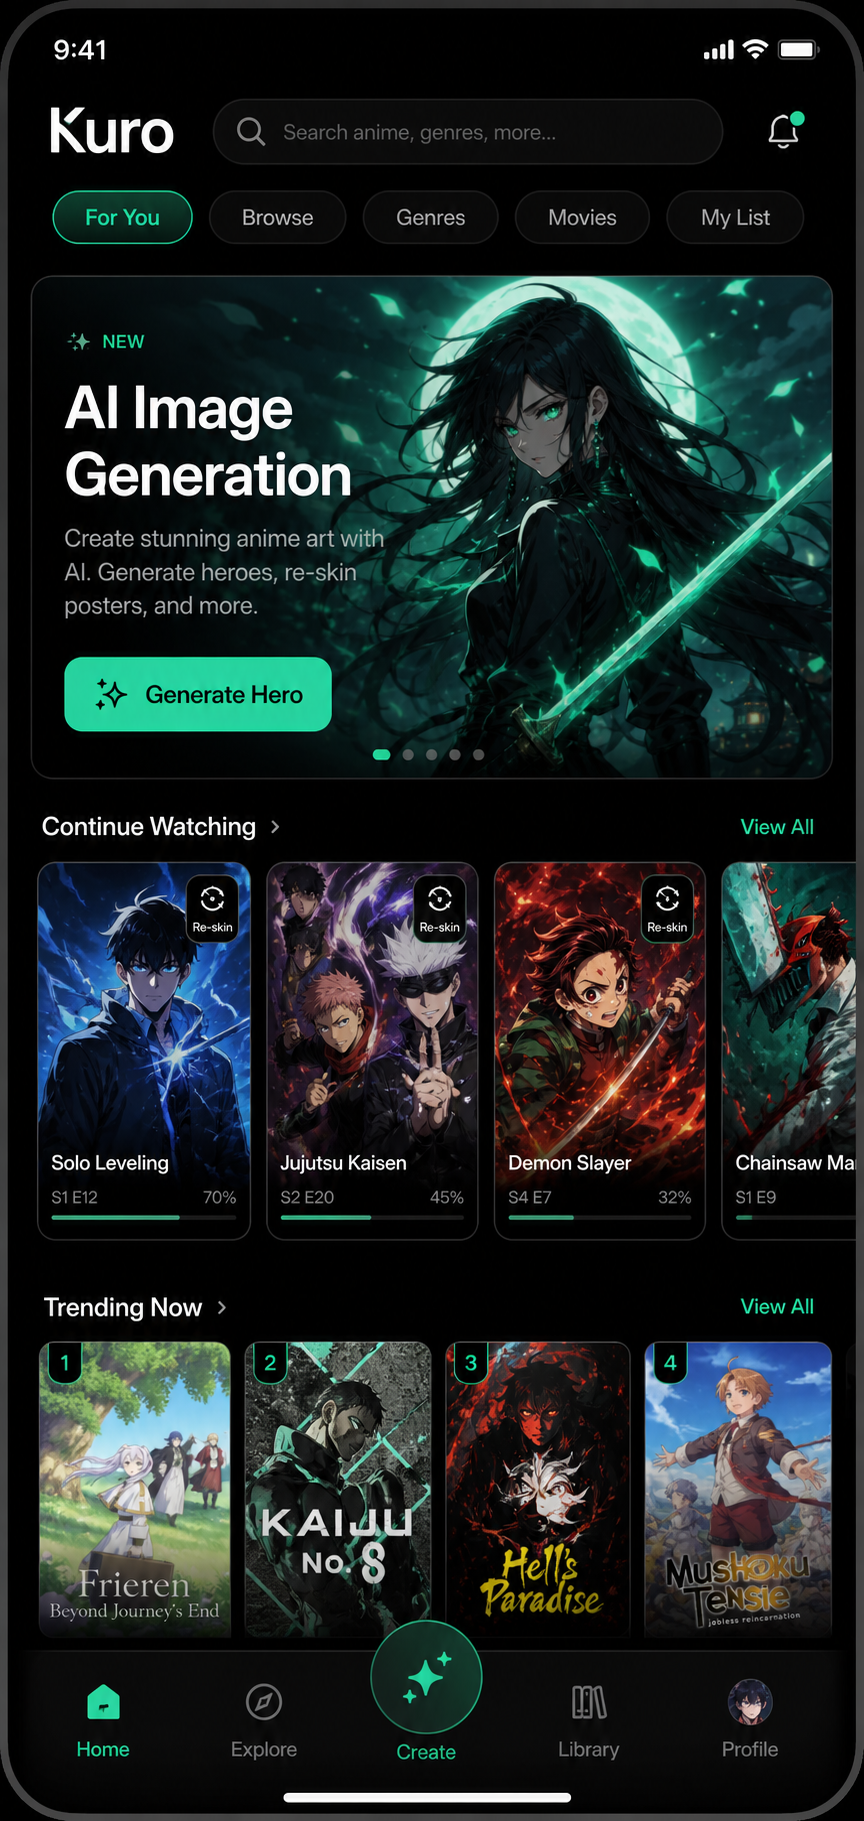 9:41
Kuro
Search anime, genres, more...
For You
Browse
Genres
Movies
My List
NEW
AI Image
Generation
Create stunning anime art with
AI. Generate heroes, re-skin
posters, and more.
Generate Hero
Continue Watching
View All
Re-skin
Re-skin
Re-skin
Solo Leveling
Jujutsu Kaisen
Demon Slayer
Chainsaw Ma
S1 E12
70%
S2 E20
45%
S4 E7
32%
S1 E9
Trending Now
View All
1
2
3
4
Frieren
Beyond Journey's End
KAIJU
No. 8
Hell's
Paradise
Mushoku
Tensie
jobless reincarnation
Home
Explore
Create
Library
Profile